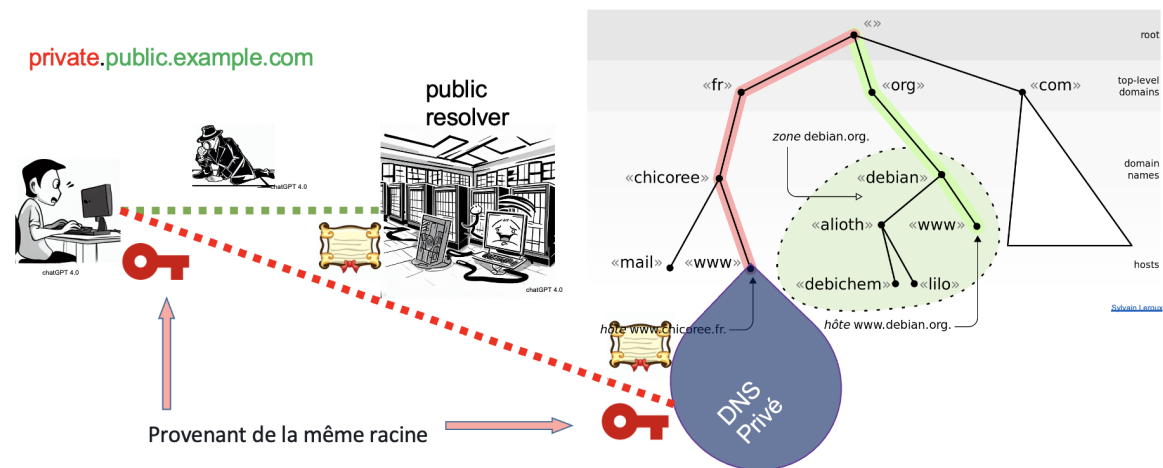 private.public.example.com
public
resolver
chatGPT 4.0
chatGPT 4.0
chatGPT 4.0
Provenant de la même racine
«»
root
«fr»
«org»
«com»
top-level
domains
zone debian.org.
«chicoree»
«debian»
domain
names
«alioth»
«www»
«mail»
«www»
hosts
«debichem»
«lilo»
Sylvain Leroux
hôte www.chicoree.fr.
hôte www.debian.org.
DNS
Privé